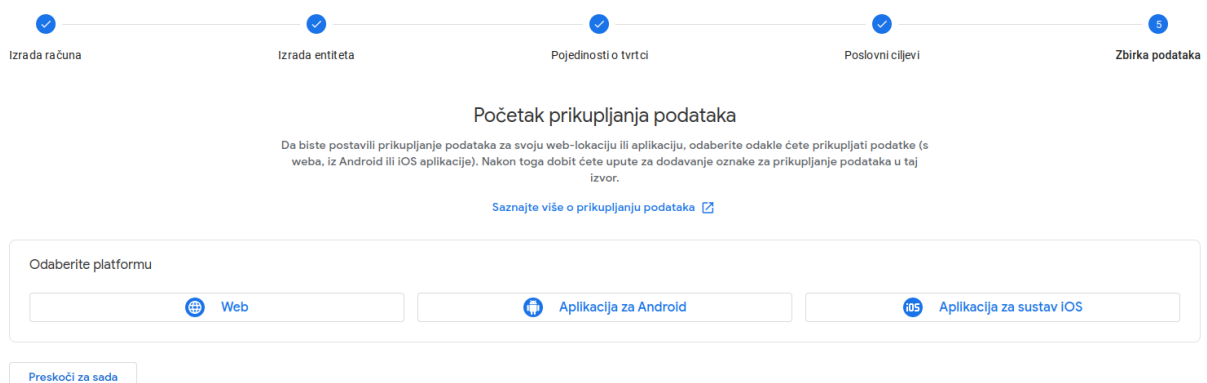 5
Izrada računa
Izrada entiteta
Pojedinosti o tvrtci
Poslovni ciljevi
Zbirka podataka
Početak prikupljanja podataka
Da biste postavili prikupljanje podataka za svoju web-lokaciju ili aplikaciju, odaberite odakle ćete prikupljati podatke (s
weba, iz Android ili iOS aplikacije). Nakon toga dobit ćete upute za dodavanje oznake za prikupljanje podataka u taj
izvor.
Saznajte više o prikupljanju podataka
Odaberite platformu
Web
Aplikacija za Android
iOS
Aplikacija za sustav iOS
Preskoči za sada